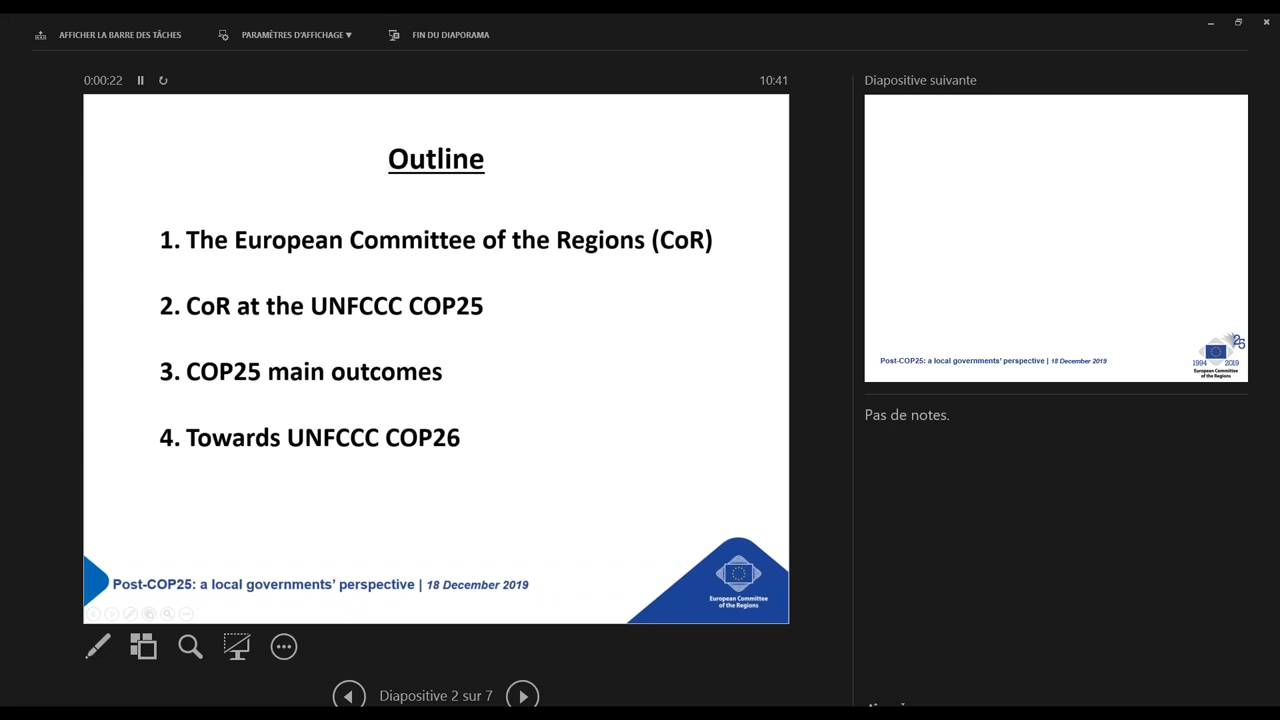 AFFICHER LA BARRE DES TÂCHES
PARAMÈTRES D'AFFICHAGE ▼
FIN DU DIAPORAMA
0:00:22
10:41
Outline
1. The European Committee of the Regions (CoR)
2. CoR at the UNFCCC COP25
3. COP25 main outcomes
4. Towards UNFCCC COP26
Post-COP25: a local governments' perspective | 18 December 2019
European Committee
of the Regions
Diapositive 2 sur 7
Diapositive suivante
Post-COP25: a local governments' perspective | 18 December 2019
25
1994 2019
European Committee
of the Regions
Pas de notes.